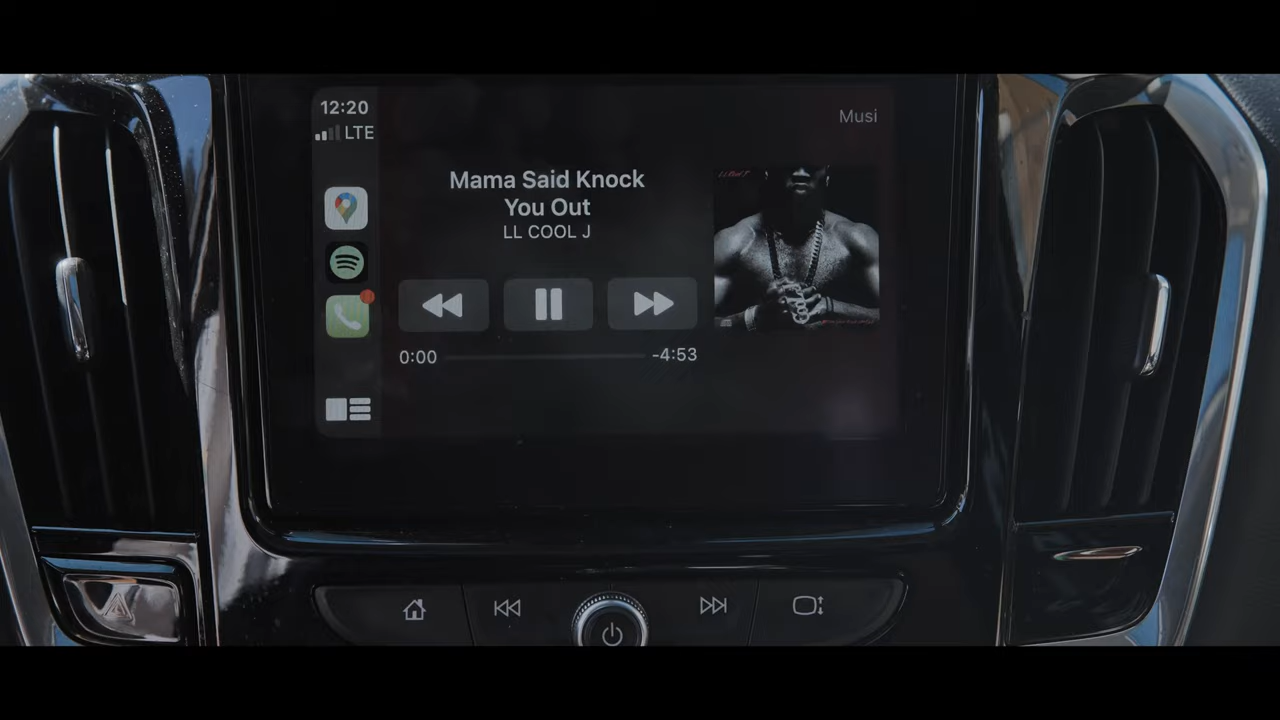 12:20
LTE
Musi
Mama Said Knock
You Out
LL COOL J
0:00
-4:53